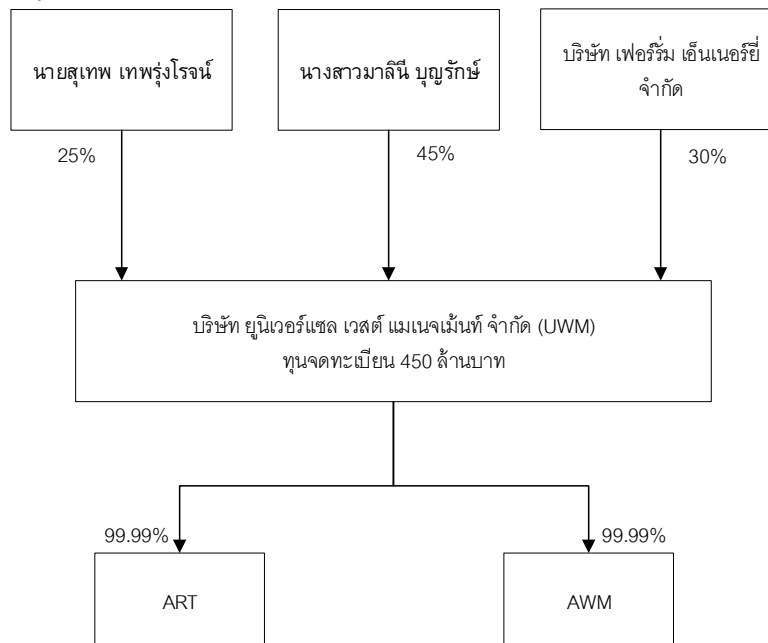 นายสุเทพ เทพรุ่งโรจน์
นางสาวมาลินี บุญรักษ์
บริษัท เฟอร์รั่ม เอ็นเนอร์ยี่
จำกัด
25%
45%
30%
บริษัท ยูนิเวอร์แซล เวสต์ แมเนจเม้นท์ จำกัด (UWM)
ทุนจดทะเบียน 450 ล้านบาท
99.99%
99.99%
ART
AWM